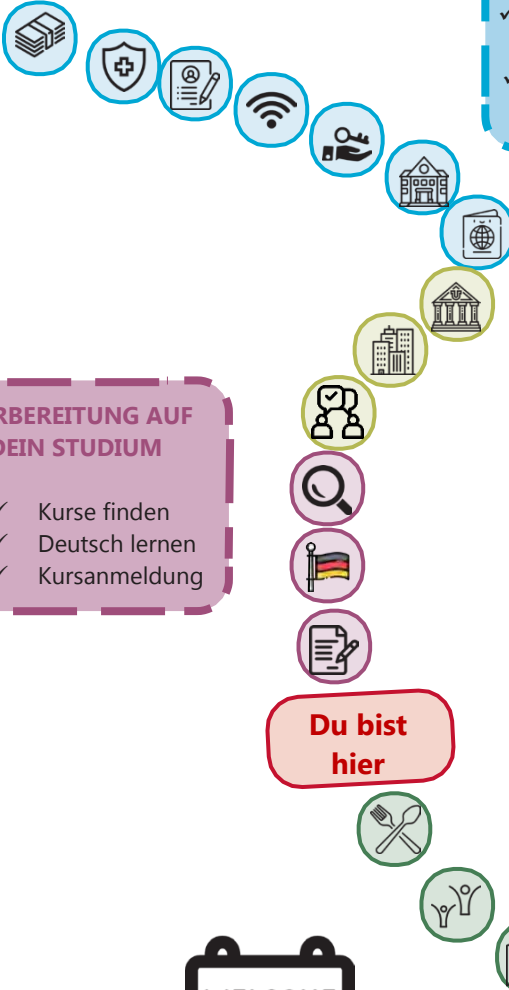 RBEREITUNG AUF
DEIN STUDIUM
✓ Kurse finden
✓ Deutsch lernen
✓ Kursanmeldung
Du bist
hier